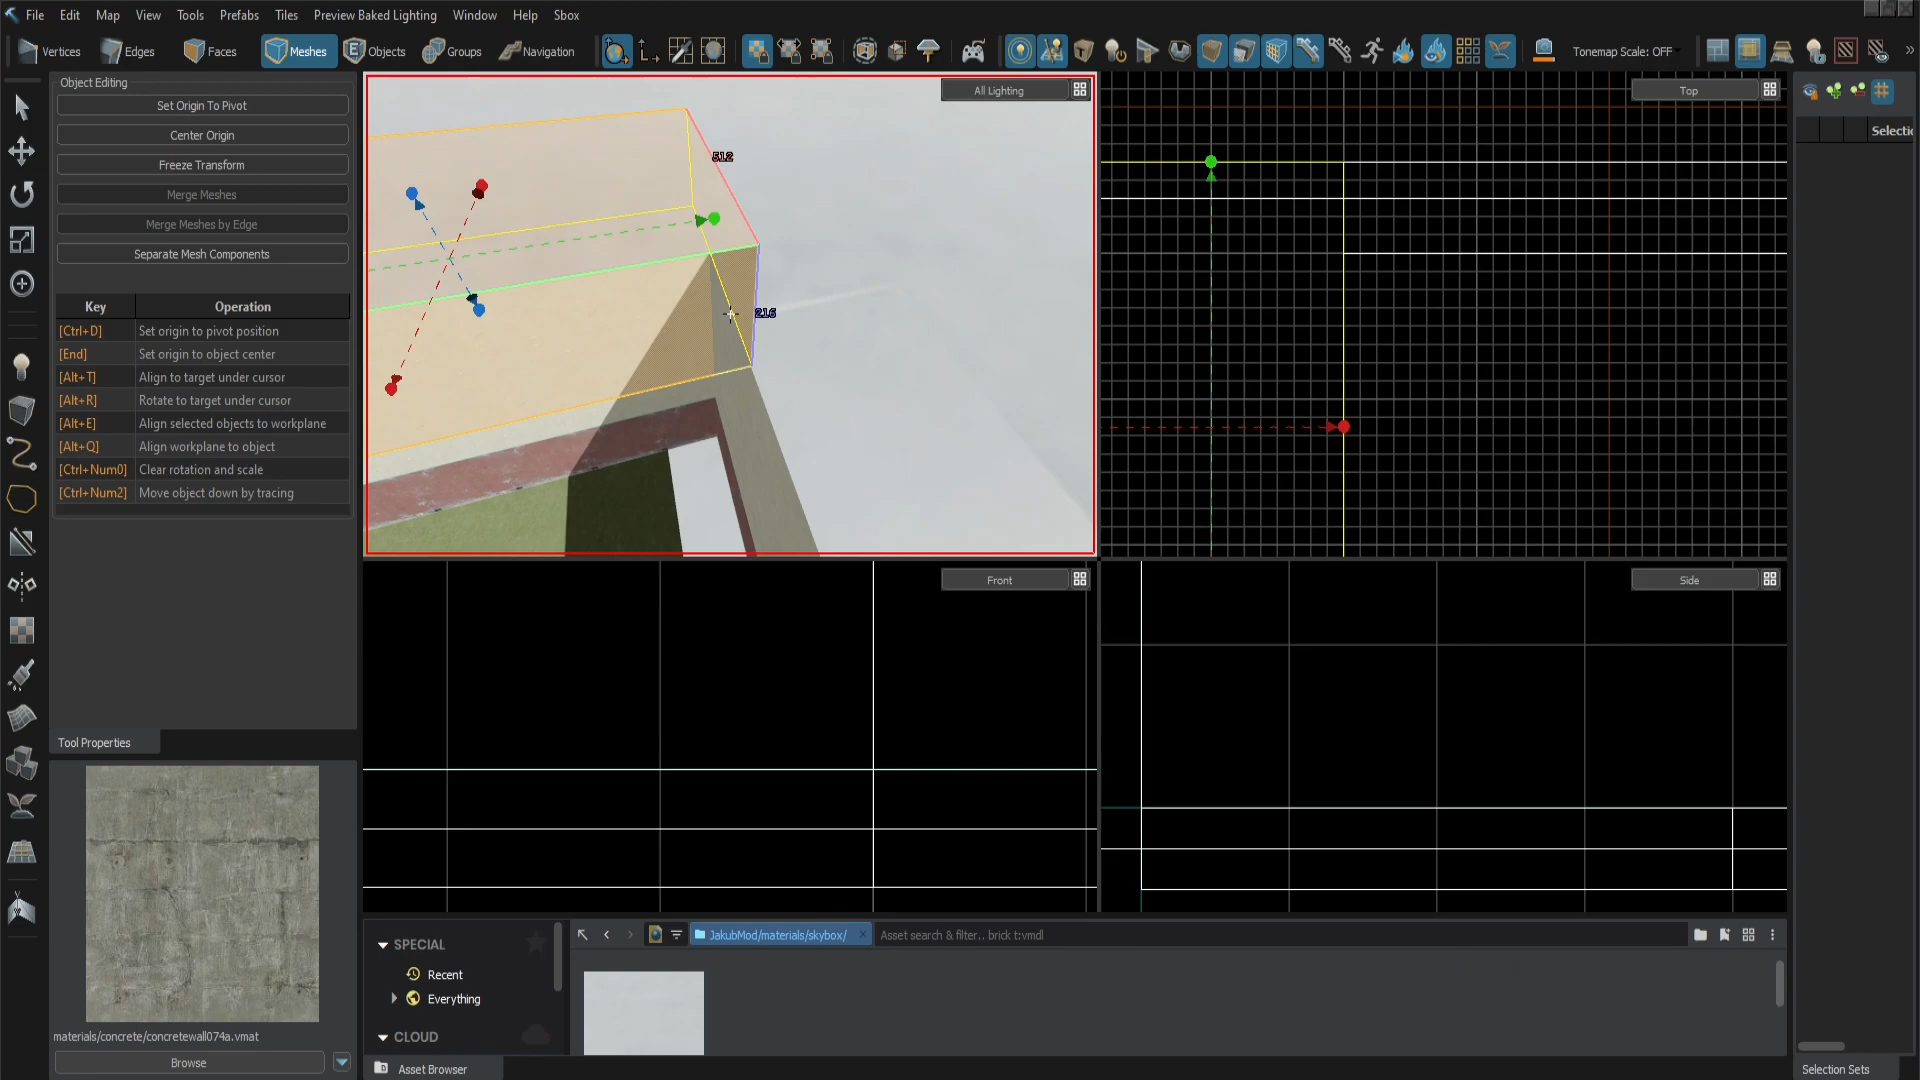 File Edit Map View Tools Prefabs Tiles Preview Baked Lighting Window Help Sbox
Vertices Edges Faces Meshes Objects Groups Navigation Tonemap Scale: OFF
Object Editing
Set Origin To Pivot
Center Origin
Freeze Transform
Merge Meshes
Merge Meshes by Edge
Separate Mesh Components
Key Operation
[Ctrl+D] Set origin to pivot position
[End] Set origin to object center
[Alt+T] Align to target under cursor
[Alt+R] Rotate to target under cursor
[Alt+E] Align selected objects to workplane
[Alt+Q] Align workplane to object
[Ctrl+Num0] Clear rotation and scale
[Ctrl+Num2] Move object down by tracing
Tool Properties
materials/concrete/concretewall074a.vmat
Browse
All Lighting
512
216
Top
Front
Side
Selectio
SPECIAL
Recent
Everything
CLOUD
Asset Browser
JakubMod/materials/skybox/
Asset search & filter.. brick t:vmdl
Selection Sets